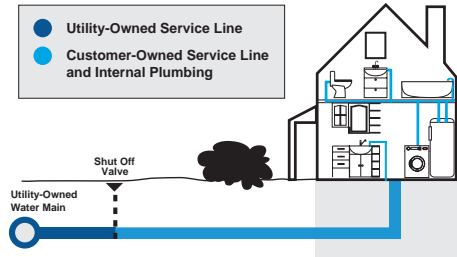 Utility-Owned Service Line
Customer-Owned Service Line
and Internal Plumbing
Shut Off
Valve
Utility-Owned
Water Main